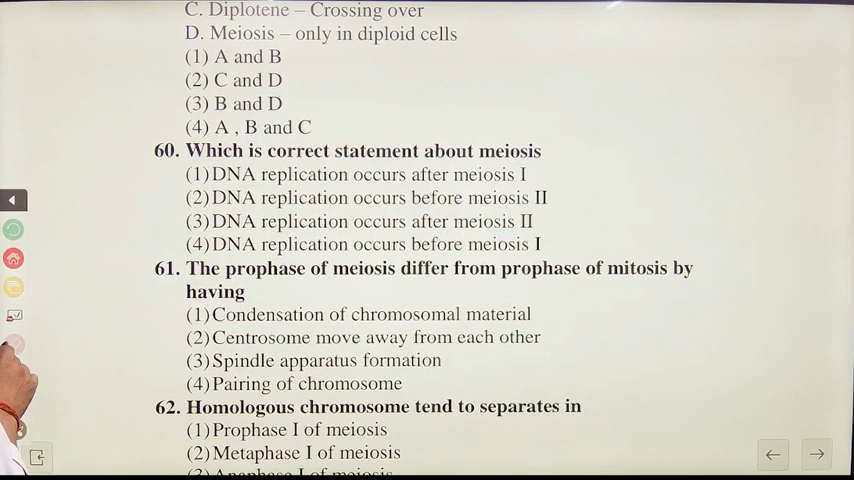 C. Diplotene – Crossing over
D. Meiosis – only in diploid cells
(1) A and B
(2) C and D
(3) B and D
(4) A , B and C
60. Which is correct statement about meiosis
(1) DNA replication occurs after meiosis I
(2) DNA replication occurs before meiosis II
(3) DNA replication occurs after meiosis II
(4) DNA replication occurs before meiosis I
61. The prophase of meiosis differ from prophase of mitosis by
having
(1) Condensation of chromosomal material
(2) Centrosome move away from each other
(3) Spindle apparatus formation
(4) Pairing of chromosome
62. Homologous chromosome tend to separates in
(1) Prophase I of meiosis
(2) Metaphase I of meiosis
(3) Anaphase I of meiosis